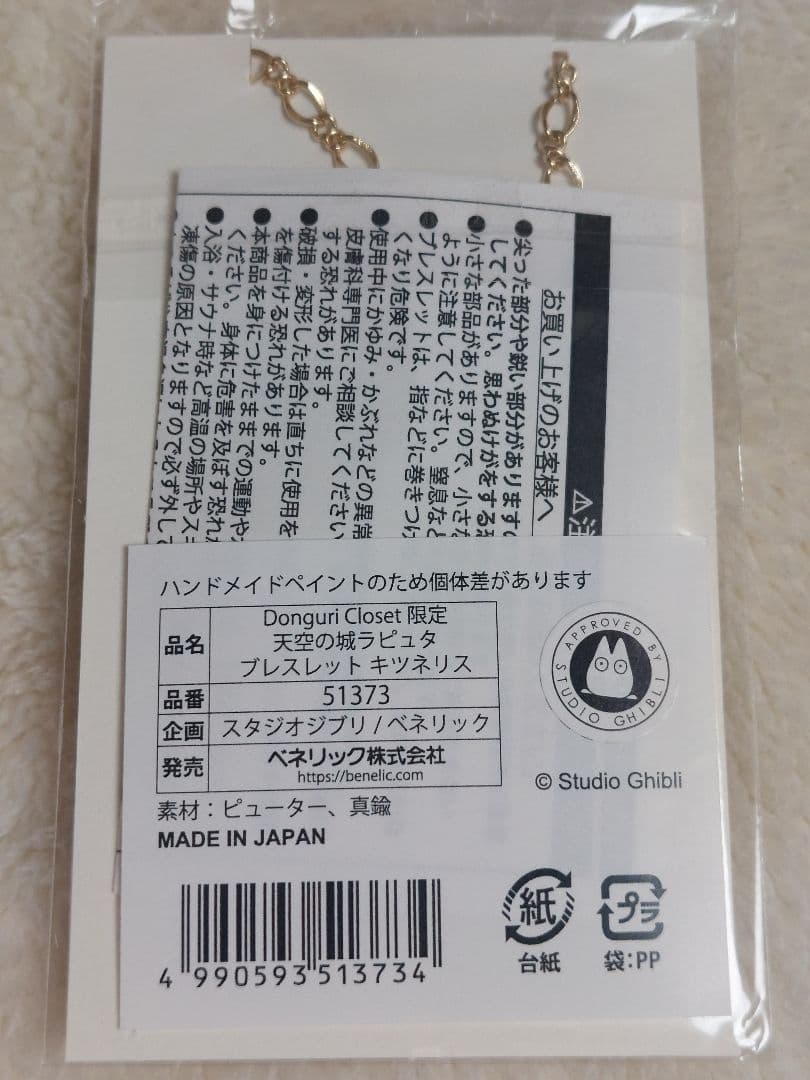 ⚠注
お買い上げのお客様へ
●尖った部分や鋭い部分があります
してください。思わぬけがをする
●小さな部品がありますので、小さな
ように注意してください。窒息など
●ブレスレットは、指などに巻きつけ
くなり危険です。
●使用中にかゆみ・かぶれなどの異常
皮膚科専門医にご相談してください
する恐れがあります。
●破損・変形した場合は直ちに使用を
を傷付ける恐れがあります。
●本商品を身につけたままでの運動や
ください。身体に危害を及ぼす恐れ
●入浴・サウナ時など高温の場所やス
凍傷の原因となりますので必ず外して
ハンドメイドペイントのため個体差があります
品名 Donguri Closet 限定
天空の城ラピュタ
ブレスレット キツネリス
品番 51373
企画 スタジオジブリ / ベネリック
発売 ベネリック株式会社
https://benelic.com
素材：ピューター、真鍮
MADE IN JAPAN
APPROVED BY
STUDIO GHIBLI
© Studio Ghibli
4 990593 513734
紙
台紙
プラ
袋:PP